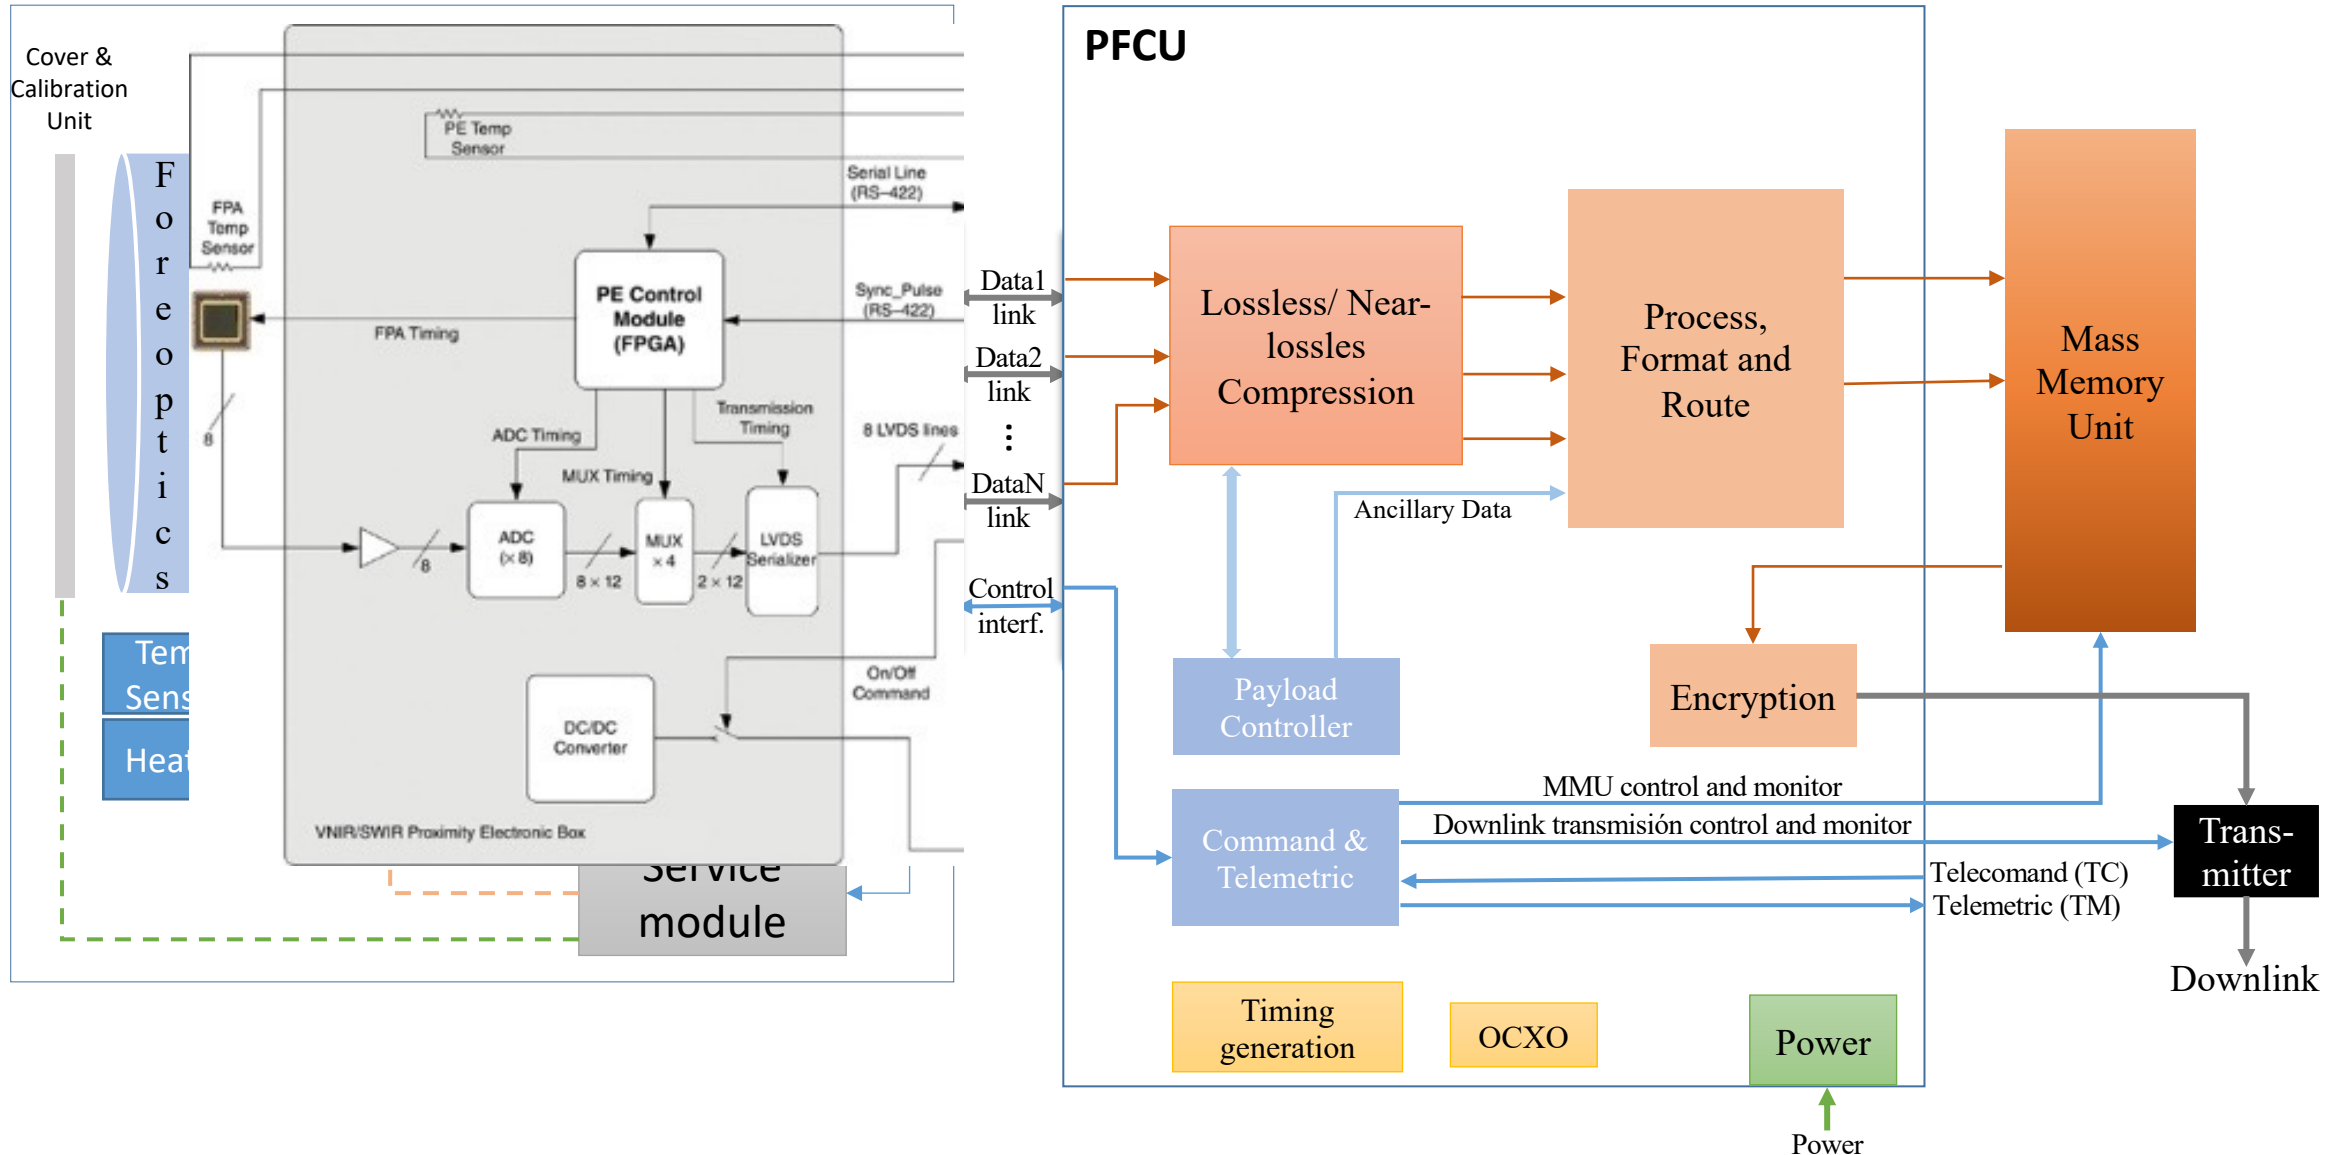 Cover &
Calibration
Unit
Foreoptics
FPA
Temp
Sensor
PE Temp
Sensor
Serial Line
(RS-422)
PE Control
Module
(FPGA)
Sync_Pulse
(RS-422)
FPA Timing
8
ADC Timing
Transmission
Timing
MUX Timing
8 LVDS lines
8
ADC
(× 8)
8 × 12
MUX
× 4
2 × 12
LVDS
Serializer
On/Off
Command
DC/DC
Converter
VNIR/SWIR Proximity Electronic Box
Tem
Sens
Heat
Service
module
Data1
link
Data2
link
⋮
DataN
link
Control
interf.
PFCU
Lossless/ Near-
lossles
Compression
Process,
Format and
Route
Mass
Memory
Unit
Ancillary Data
Payload
Controller
Encryption
Command &
Telemetric
MMU control and monitor
Downlink transmisión control and monitor
Telecomand (TC)
Telemetric (TM)
Trans-
mitter
Downlink
Timing
generation
OCXO
Power
Power